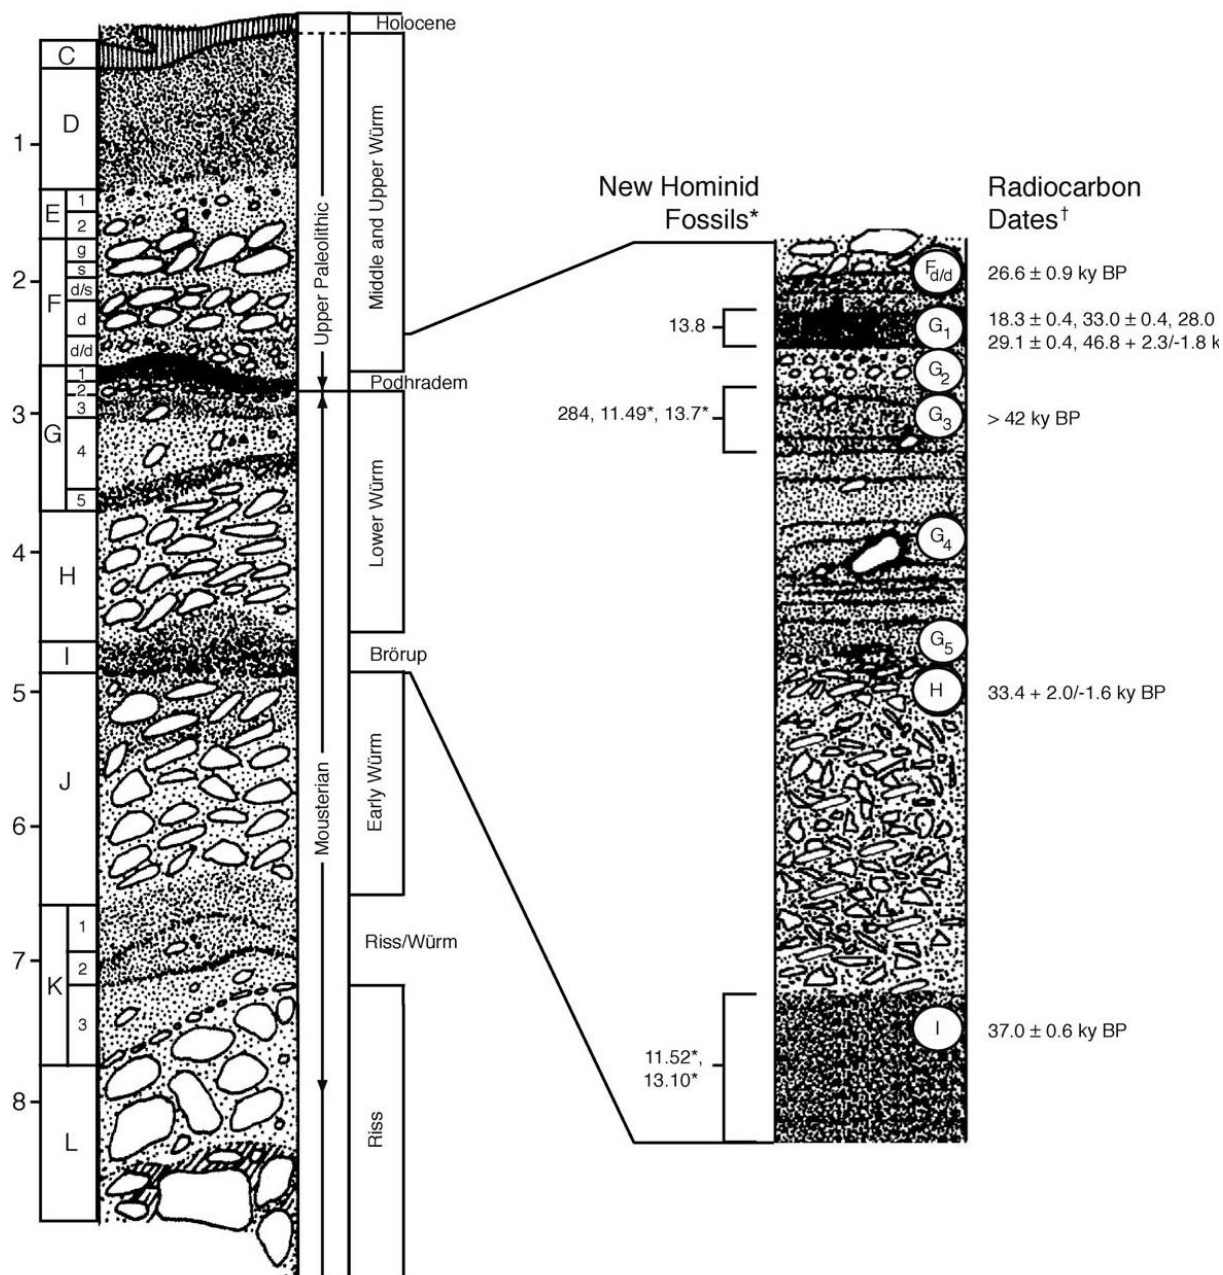 Holocene
C
D
1
E
1
2
g
s
2
F
d/s
d
d/d
1
2
3
3
G
4
5
4
H
I
5
J
6
1
7
2
K
3
8
L
Upper Paleolithic
Mousterian
Middle and Upper Würm
Podhradem
Lower Würm
Brörup
Early Würm
Riss/Würm
Riss
New Hominid
Fossils*
Radiocarbon
Dates†
F d/d
26.6 ± 0.9 ky BP
13.8
G1
18.3 ± 0.4, 33.0 ± 0.4, 28.0
29.1 ± 0.4, 46.8 + 2.3/-1.8 k
G2
284, 11.49*, 13.7*
G3
> 42 ky BP
G4
G5
H
33.4 + 2.0/-1.6 ky BP
11.52*,
13.10*
I
37.0 ± 0.6 ky BP